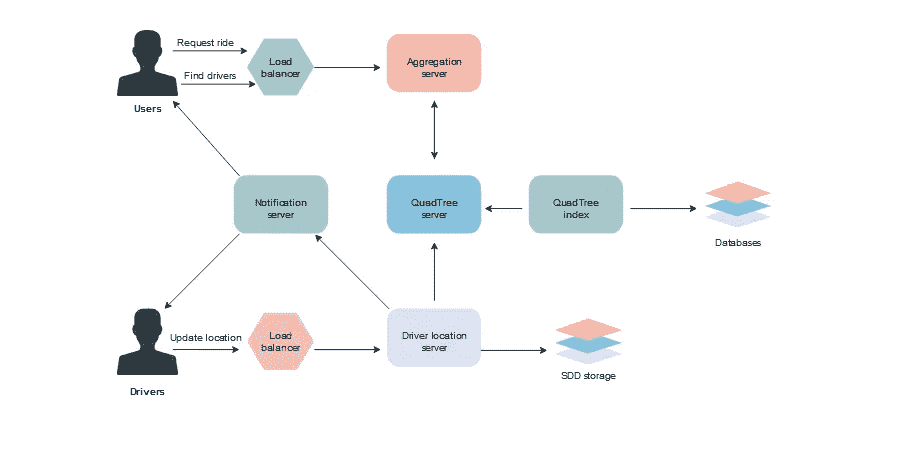 Request ride
Find drivers
Users
Load
balancer
Aggregation
server
Notification
server
QuadTree
server
QuadTree
index
Databases
Update location
Drivers
Load
balancer
Driver location
server
SDD storage